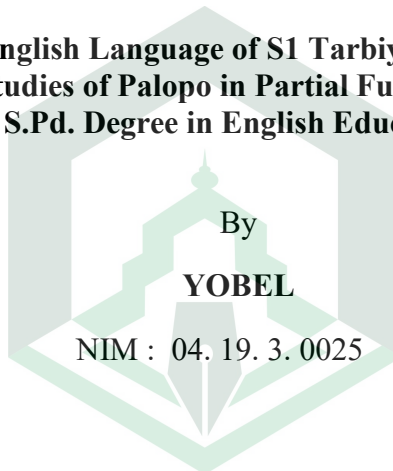 English Language of S1 Tarbiy
tudies of Palopo in Partial Fu
S.Pd. Degree in English Educ
By
YOBEL
NIM : 04. 19. 3. 0025